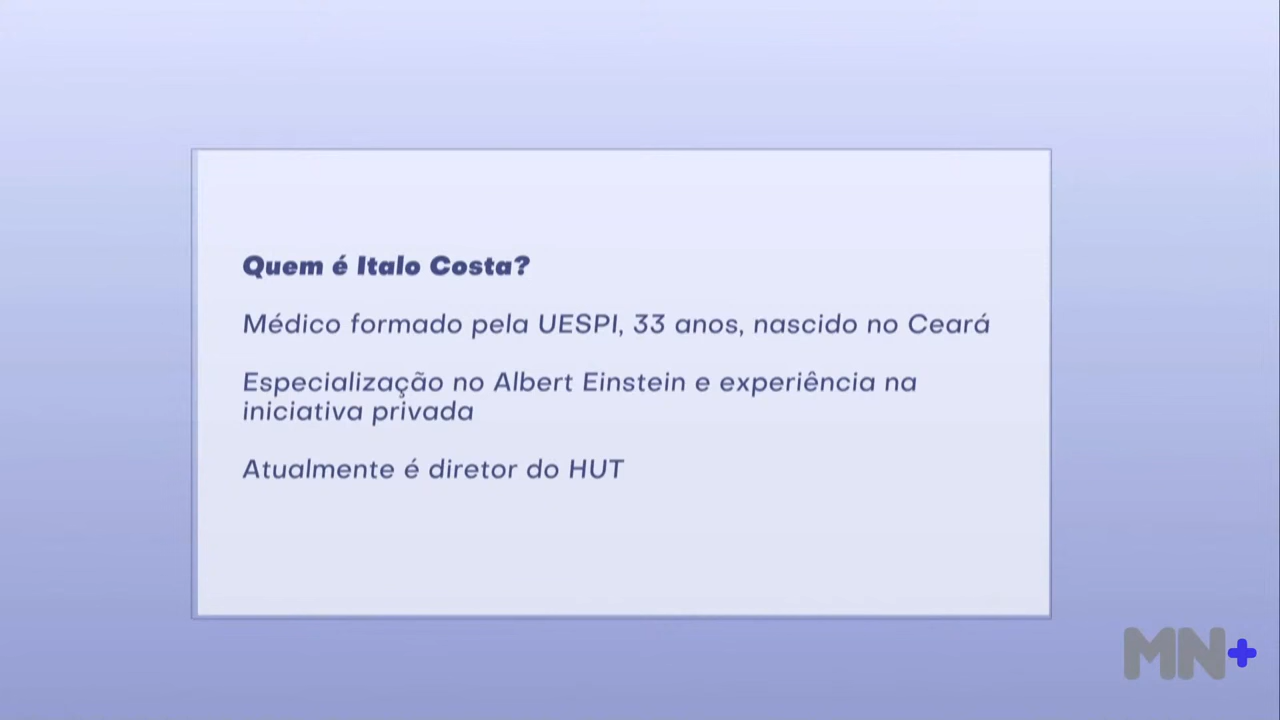 Quem é Italo Costa?
Médico formado pela UESPI, 33 anos, nascido no Ceará
Especialização no Albert Einstein e experiência na
iniciativa privada
Atualmente é diretor do HUT
MN+